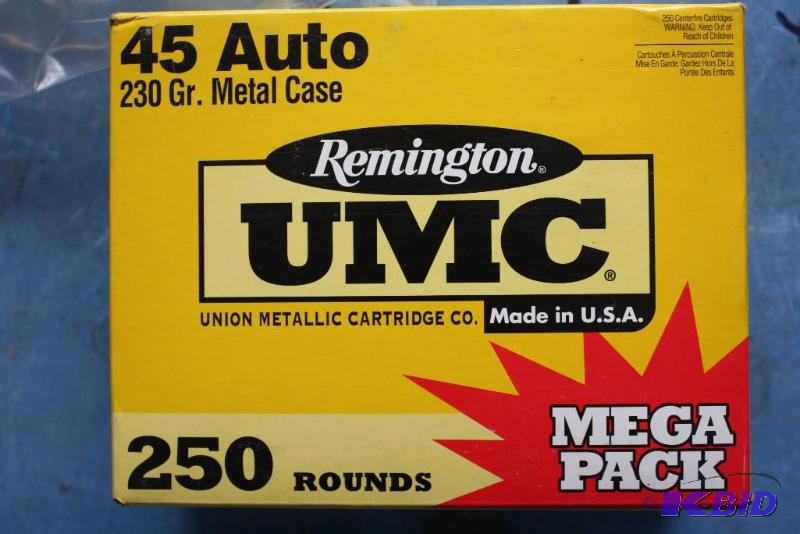 45 Auto
230 Gr. Metal Case
250 Centerfire Cartridges
WARNING: Keep Out of
Reach of Children
Cartouches À Percussion Centrale
Mise En Garde: Gardez Hors De La
Portée Des Enfants
Remington®
UMC®
UNION METALLIC CARTRIDGE CO. Made in U.S.A.
250 ROUNDS
MEGA
PACK
K-BID